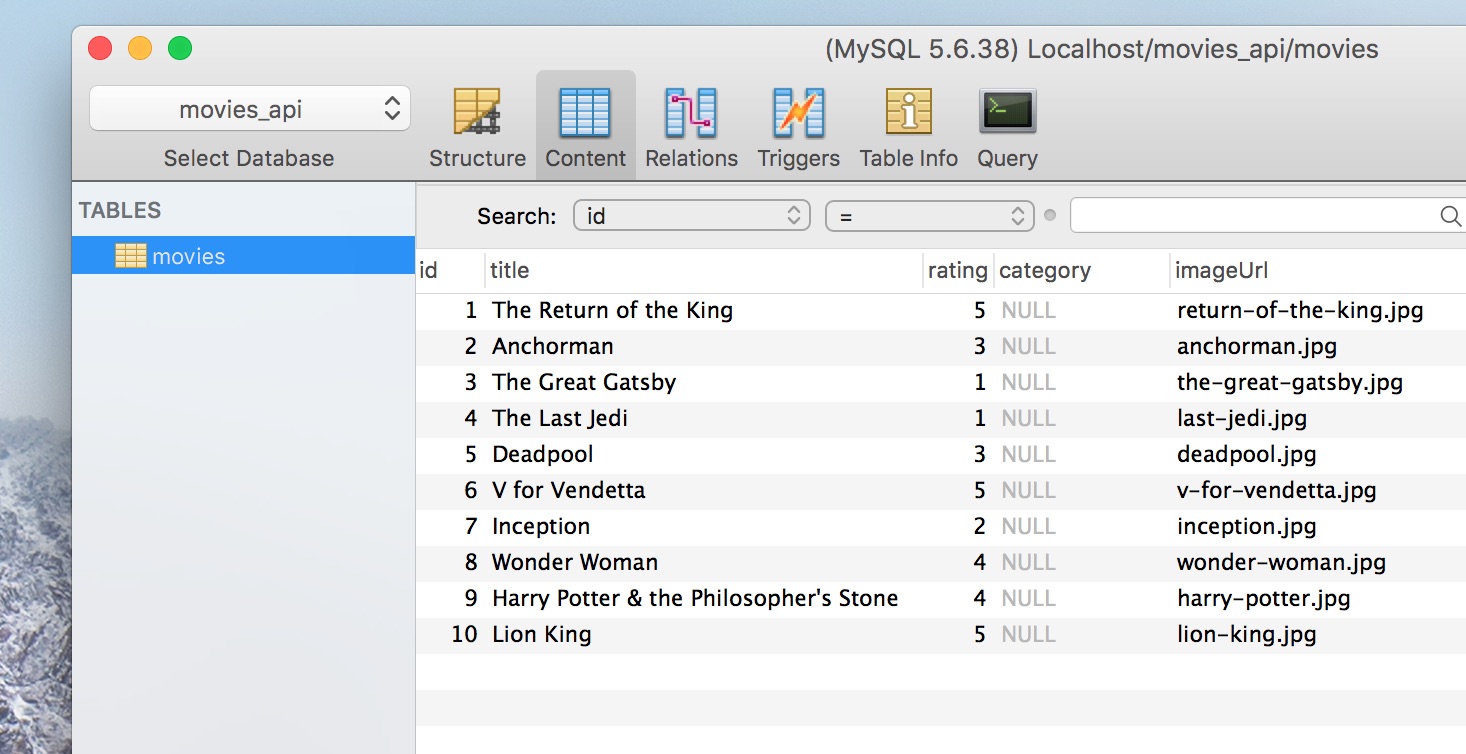 (MySQL 5.6.38) Localhost/movies_api/movies
movies_api
Select Database
Structure Content Relations Triggers Table Info Query
TABLES
movies
Search: id =
id title rating category imageUrl
1 The Return of the King 5 NULL return-of-the-king.jpg
2 Anchorman 3 NULL anchorman.jpg
3 The Great Gatsby 1 NULL the-great-gatsby.jpg
4 The Last Jedi 1 NULL last-jedi.jpg
5 Deadpool 3 NULL deadpool.jpg
6 V for Vendetta 5 NULL v-for-vendetta.jpg
7 Inception 2 NULL inception.jpg
8 Wonder Woman 4 NULL wonder-woman.jpg
9 Harry Potter & the Philosopher's Stone 4 NULL harry-potter.jpg
10 Lion King 5 NULL lion-king.jpg